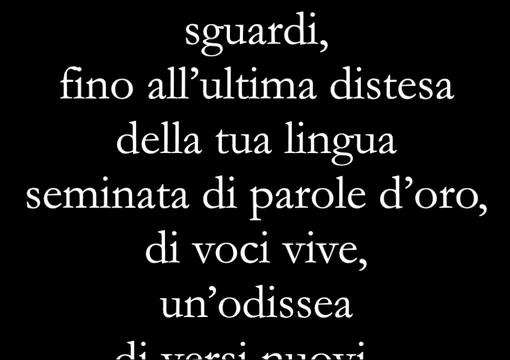 sguardi,
fino all’ultima distesa
della tua lingua
seminata di parole d’oro,
di voci vive,
un’odissea
di versi nuovi